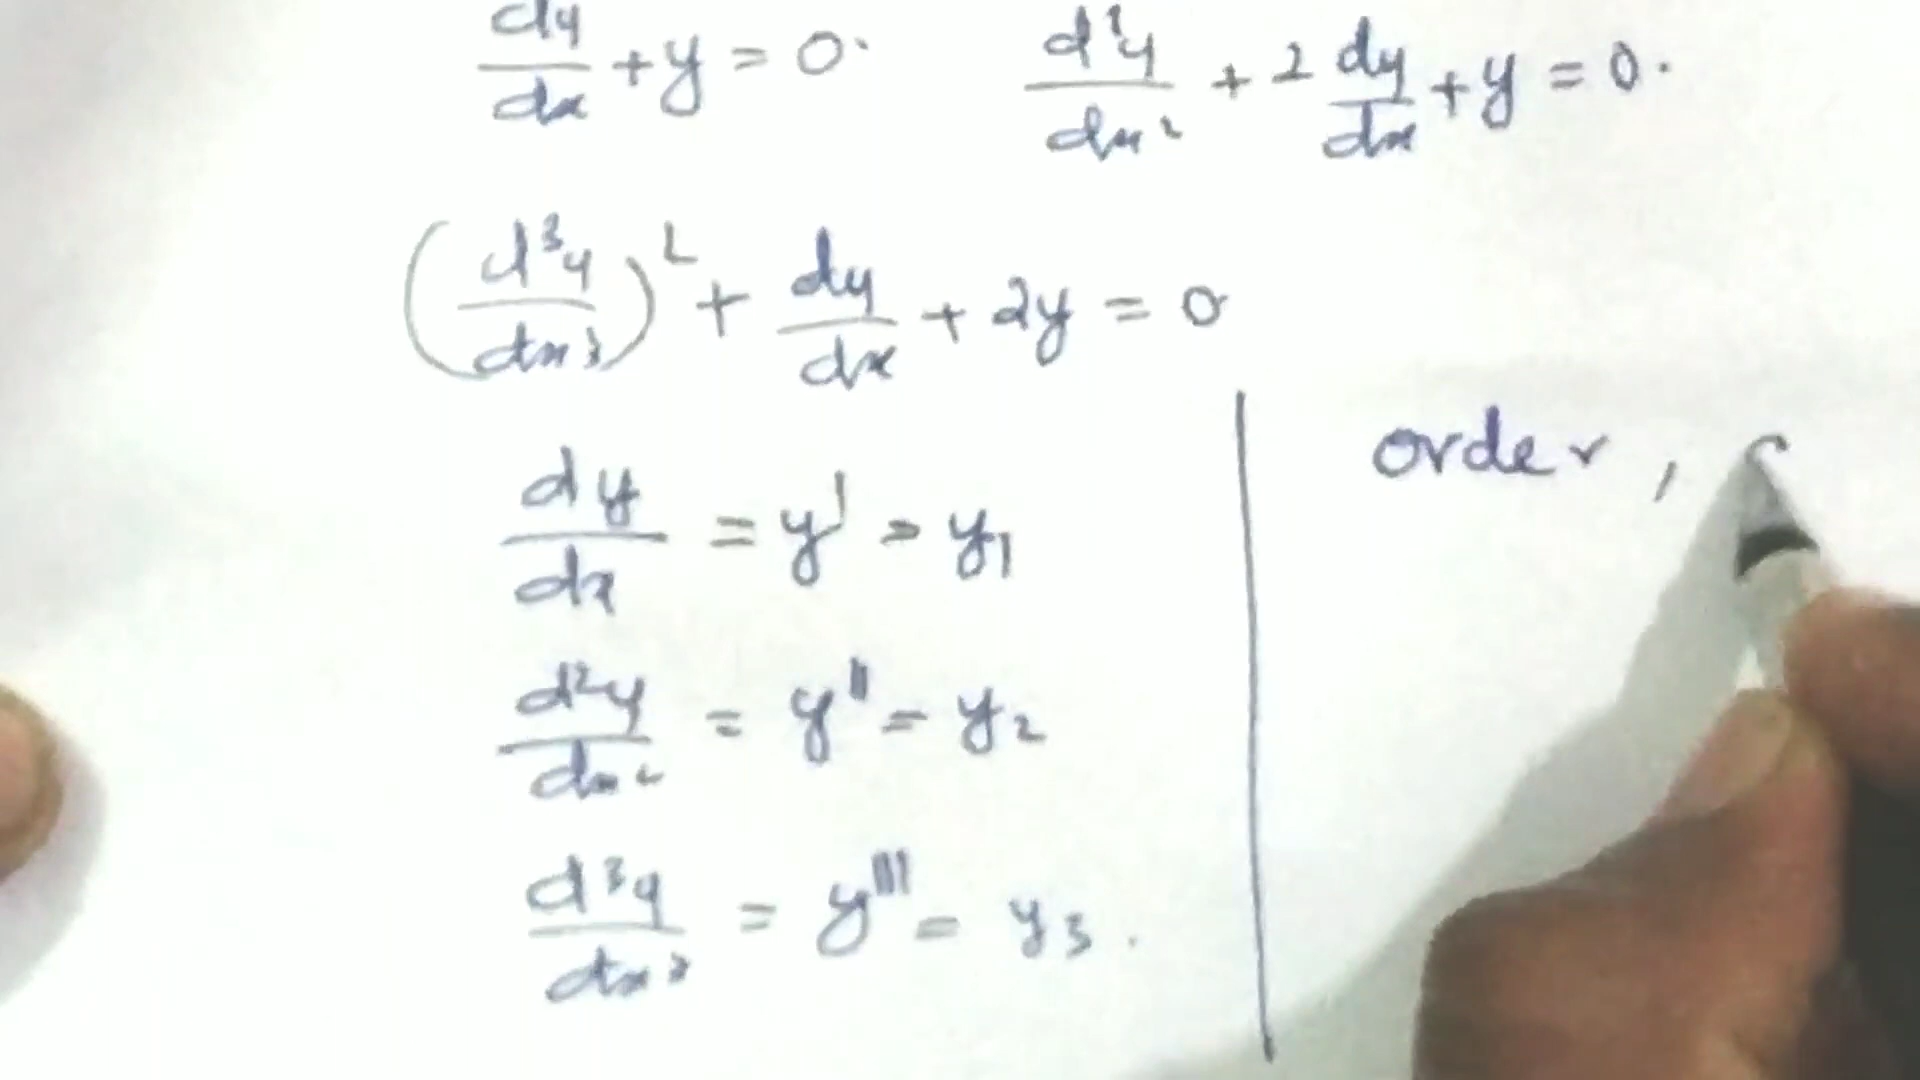 dy/dx + y = 0. d²y/dx² + 2 dy/dx + y = 0.
(d³y/dx³)² + dy/dx + 2y = 0
dy/dx = y' = y₁
order ,
d²y/dx² = y'' = y₂
d³y/dx³ = y''' = y₃ .